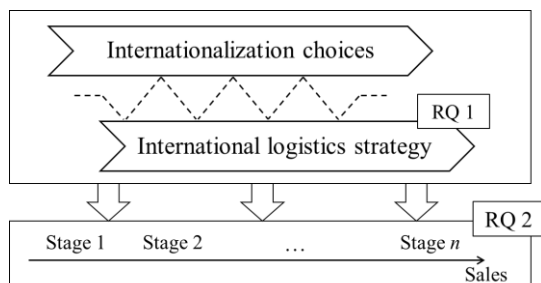 Internationalization choices
RQ 1
International logistics strategy
RQ 2
Stage 1 Stage 2 ... Stage n
Sales